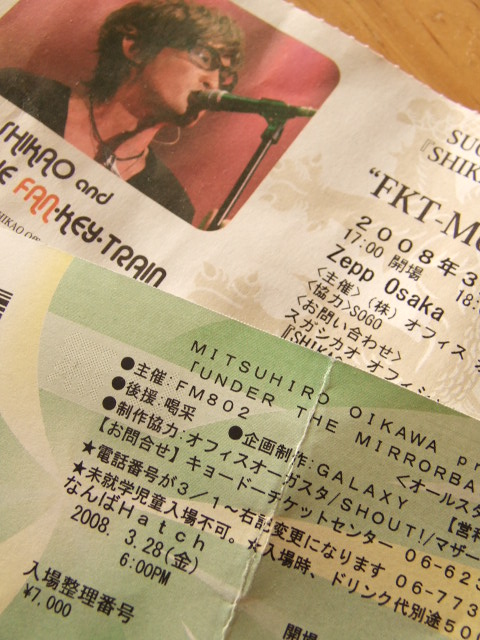 SHIKAO and
FAN-KEY-TRAIN
SHIKAO
『SHIK
"FKT-M
2008年3
17:00 開場 18:
Zepp Osaka
<主催>(株) オフィス
<協力>SOGO
<お問い合わせ>
スガシカオ オフィシ
MITSUHIRO OIKAWA pr
「UNDER THE MIRRORBA
●主催:FM802 <オールスタ
●後援:喝采 ●企画制作:GALAXY 【営利
●制作協力:オフィスオーガスタ/SHOUT!/マザー
【お問合せ】キョードーチケットセンター 06-623
★電話番号が3/1~右記変更になります 06-773
★未就学児童入場不可。★入場時、ドリンク代別途50
なんばHatch
2008. 3.28(金)
6:00PM 開場
入場整理番号
¥7,000